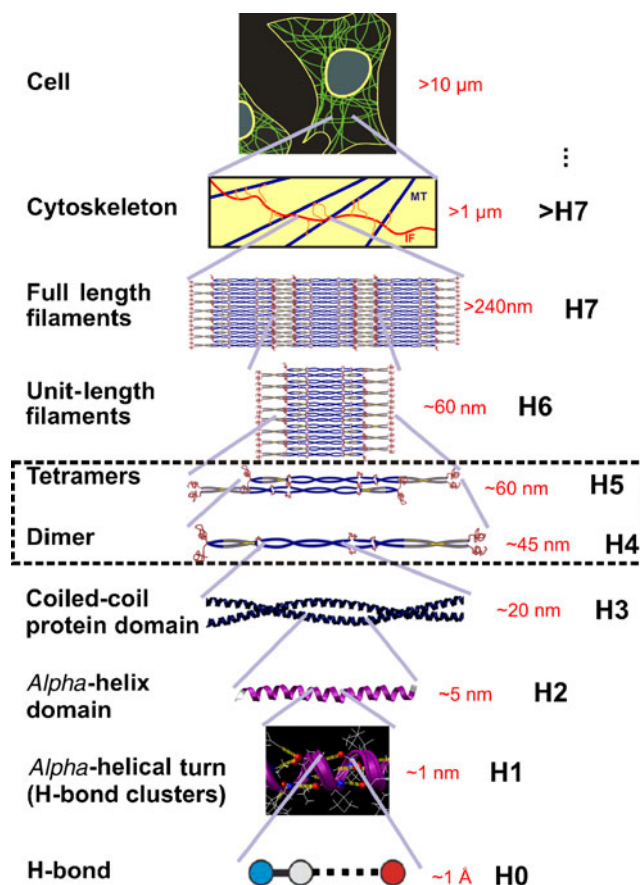 Cell
>10 μm
⋮
Cytoskeleton
MT
IF
>1 μm
>H7
Full length
filaments
>240nm
H7
Unit-length
filaments
~60 nm
H6
Tetramers
~60 nm
H5
Dimer
~45 nm
H4
Coiled-coil
protein domain
~20 nm
H3
Alpha-helix
domain
~5 nm
H2
Alpha-helical turn
(H-bond clusters)
~1 nm
H1
H-bond
~1 Å
H0